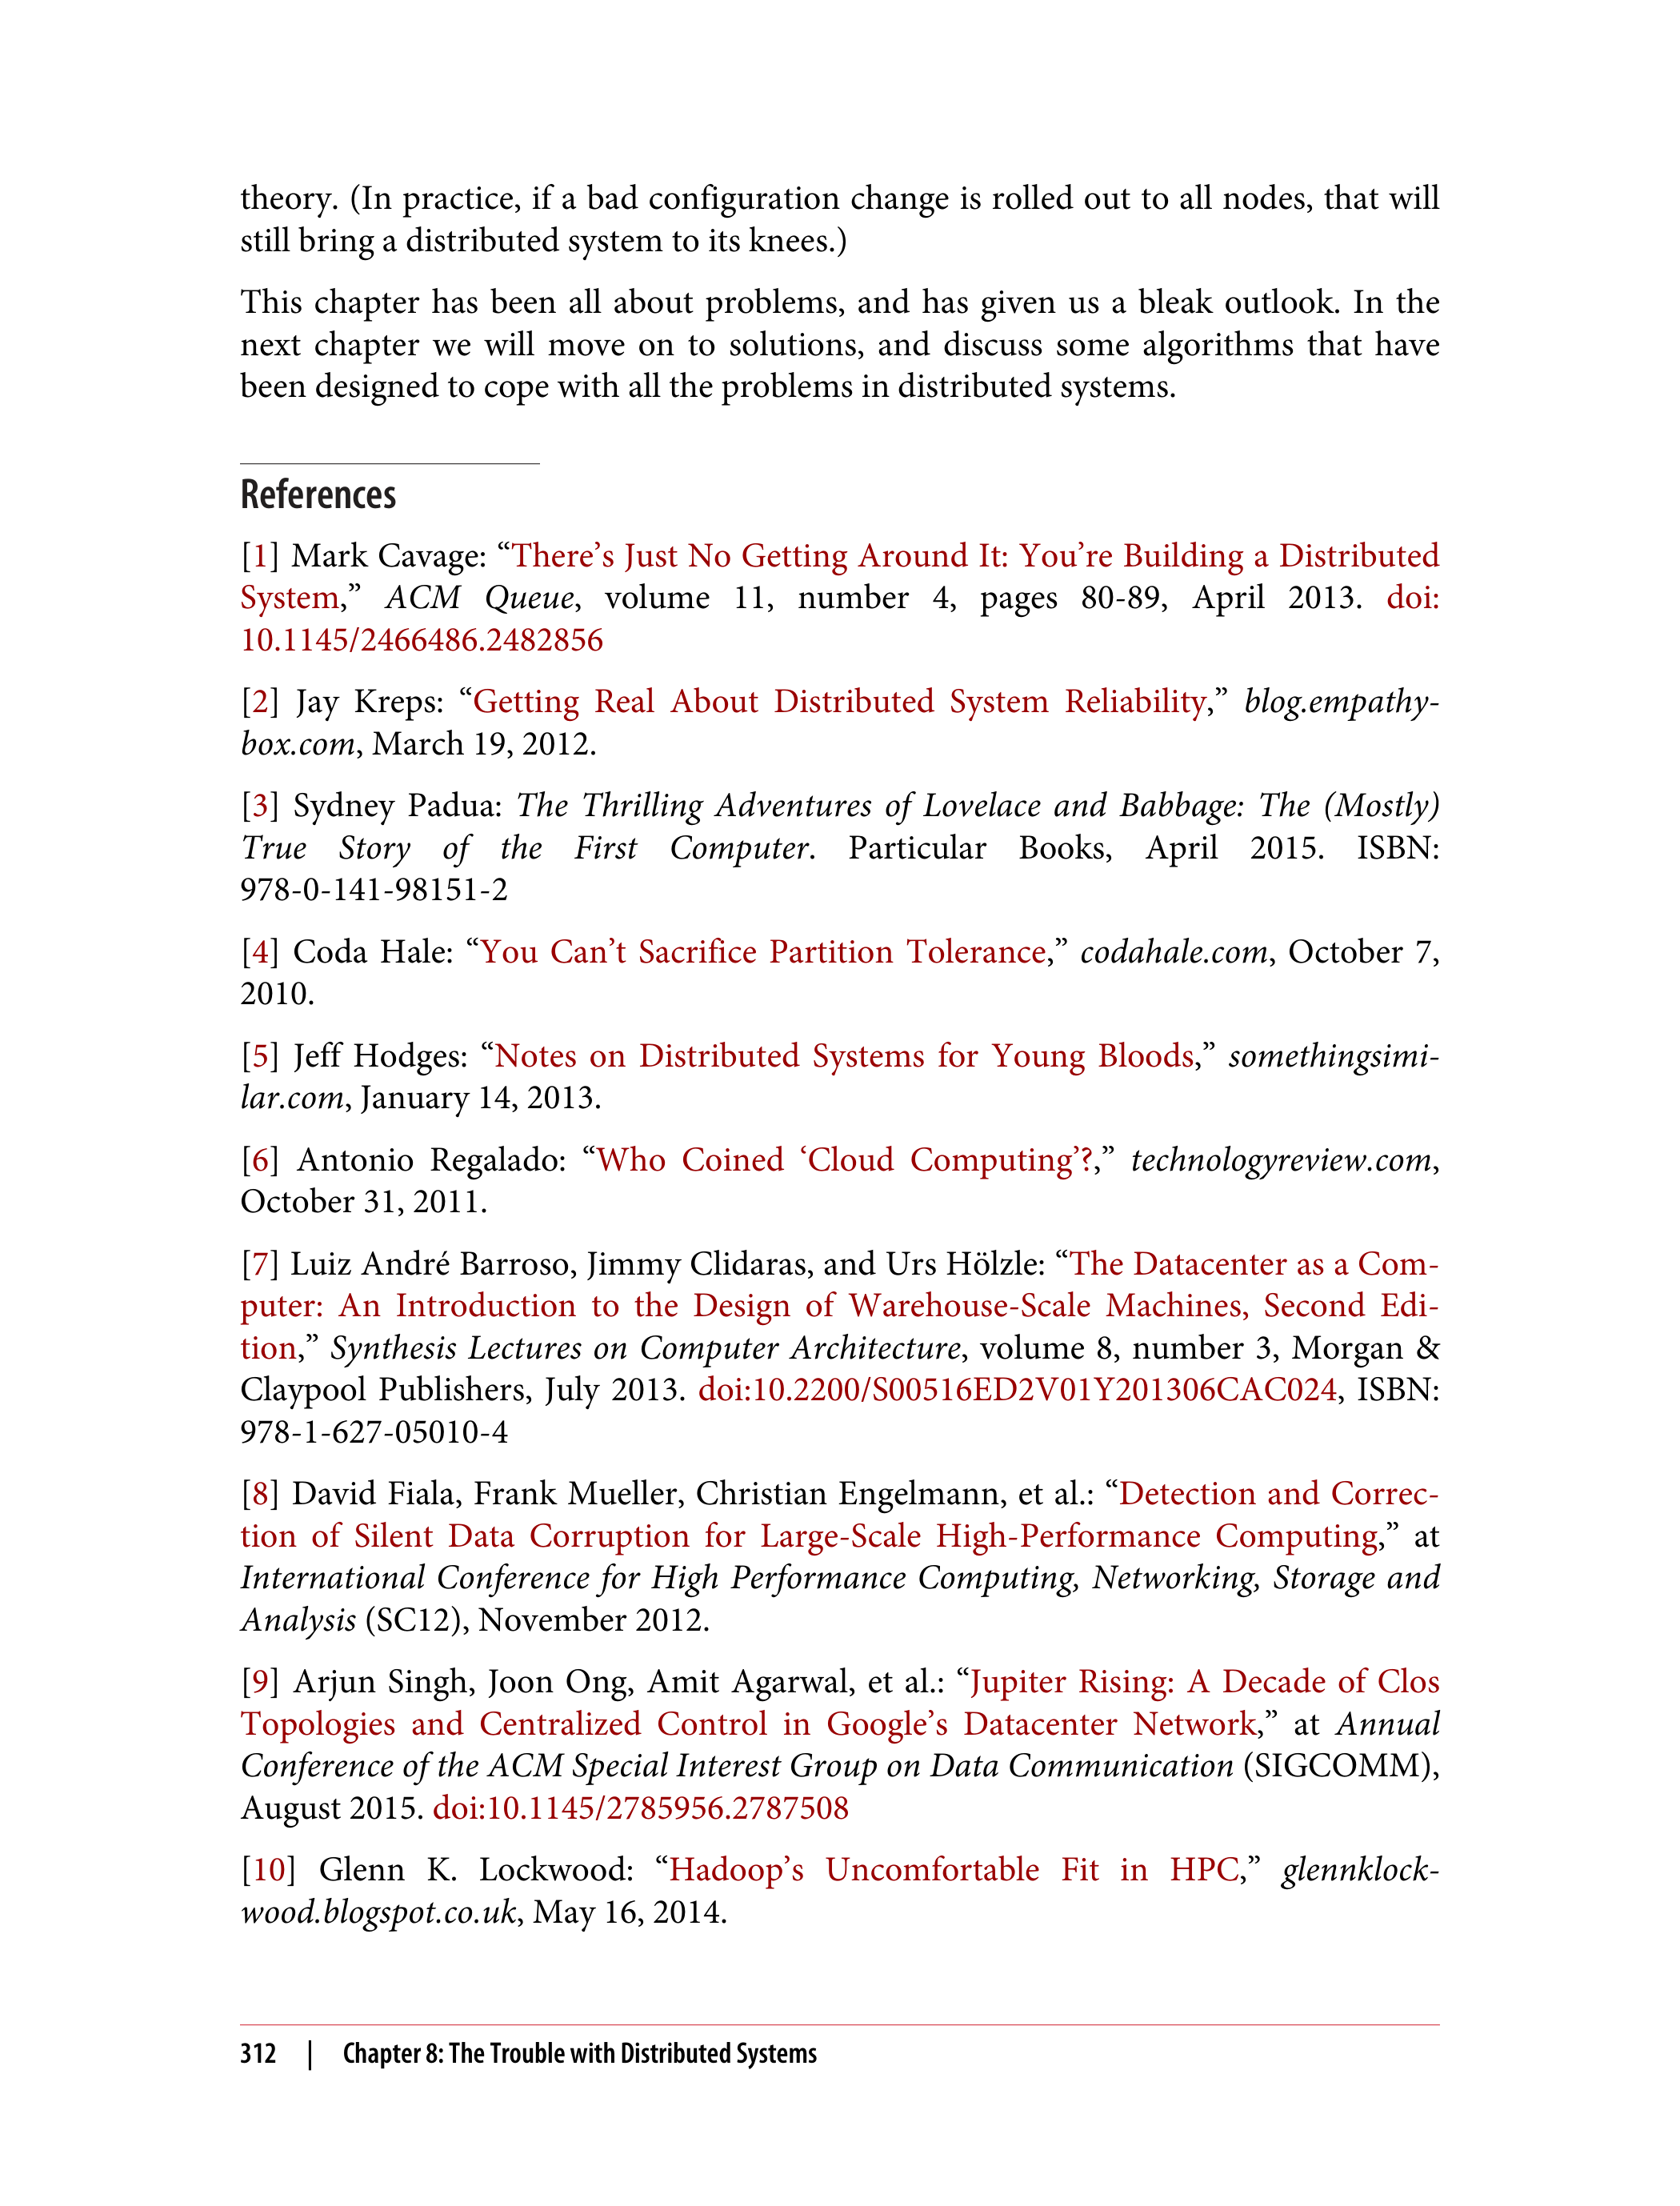 theory. (In practice, if a bad configuration change is rolled out to all nodes, that will
still bring a distributed system to its knees.)
This chapter has been all about problems, and has given us a bleak outlook. In the
next chapter we will move on to solutions, and discuss some algorithms that have
been designed to cope with all the problems in distributed systems.
References
[1] Mark Cavage: “There’s Just No Getting Around It: You’re Building a Distributed
System,” ACM Queue, volume 11, number 4, pages 80-89, April 2013. doi:
10.1145/2466486.2482856
[2] Jay Kreps: “Getting Real About Distributed System Reliability,” blog.empathy-
box.com, March 19, 2012.
[3] Sydney Padua: The Thrilling Adventures of Lovelace and Babbage: The (Mostly)
True Story of the First Computer. Particular Books, April 2015. ISBN:
978-0-141-98151-2
[4] Coda Hale: “You Can’t Sacrifice Partition Tolerance,” codahale.com, October 7,
2010.
[5] Jeff Hodges: “Notes on Distributed Systems for Young Bloods,” somethingsimi-
lar.com, January 14, 2013.
[6] Antonio Regalado: “Who Coined ‘Cloud Computing’?,” technologyreview.com,
October 31, 2011.
[7] Luiz André Barroso, Jimmy Clidaras, and Urs Hölzle: “The Datacenter as a Com-
puter: An Introduction to the Design of Warehouse-Scale Machines, Second Edi-
tion,” Synthesis Lectures on Computer Architecture, volume 8, number 3, Morgan &
Claypool Publishers, July 2013. doi:10.2200/S00516ED2V01Y201306CAC024, ISBN:
978-1-627-05010-4
[8] David Fiala, Frank Mueller, Christian Engelmann, et al.: “Detection and Correc-
tion of Silent Data Corruption for Large-Scale High-Performance Computing,” at
International Conference for High Performance Computing, Networking, Storage and
Analysis (SC12), November 2012.
[9] Arjun Singh, Joon Ong, Amit Agarwal, et al.: “Jupiter Rising: A Decade of Clos
Topologies and Centralized Control in Google’s Datacenter Network,” at Annual
Conference of the ACM Special Interest Group on Data Communication (SIGCOMM),
August 2015. doi:10.1145/2785956.2787508
[10] Glenn K. Lockwood: “Hadoop’s Uncomfortable Fit in HPC,” glennklock-
wood.blogspot.co.uk, May 16, 2014.
312 | Chapter 8: The Trouble with Distributed Systems